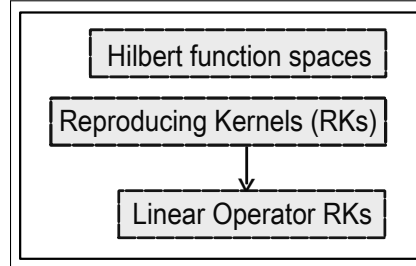 Hilbert function spaces
Reproducing Kernels (RKs)
Linear Operator RKs